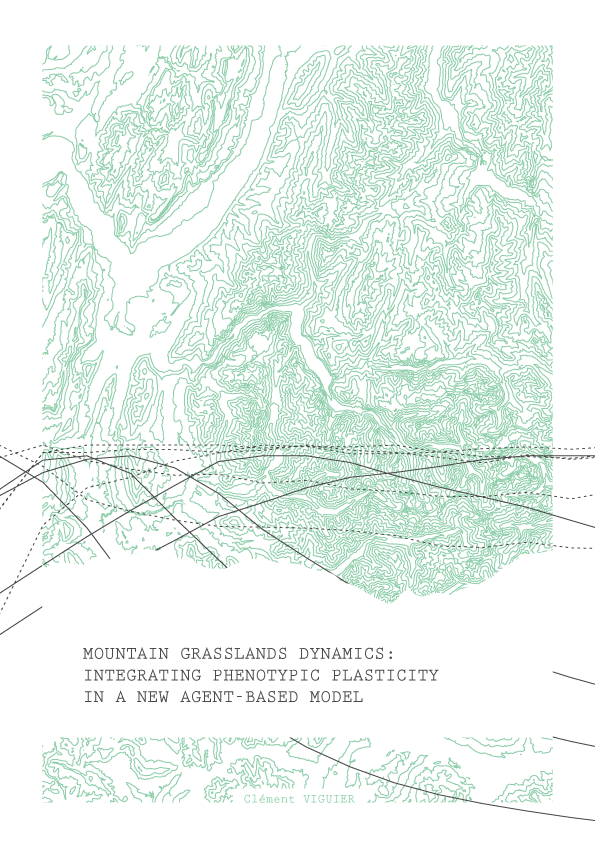 MOUNTAIN GRASSLANDS DYNAMICS:
INTEGRATING PHENOTYPIC PLASTICITY
IN A NEW AGENT-BASED MODEL
Clément VIGUIER